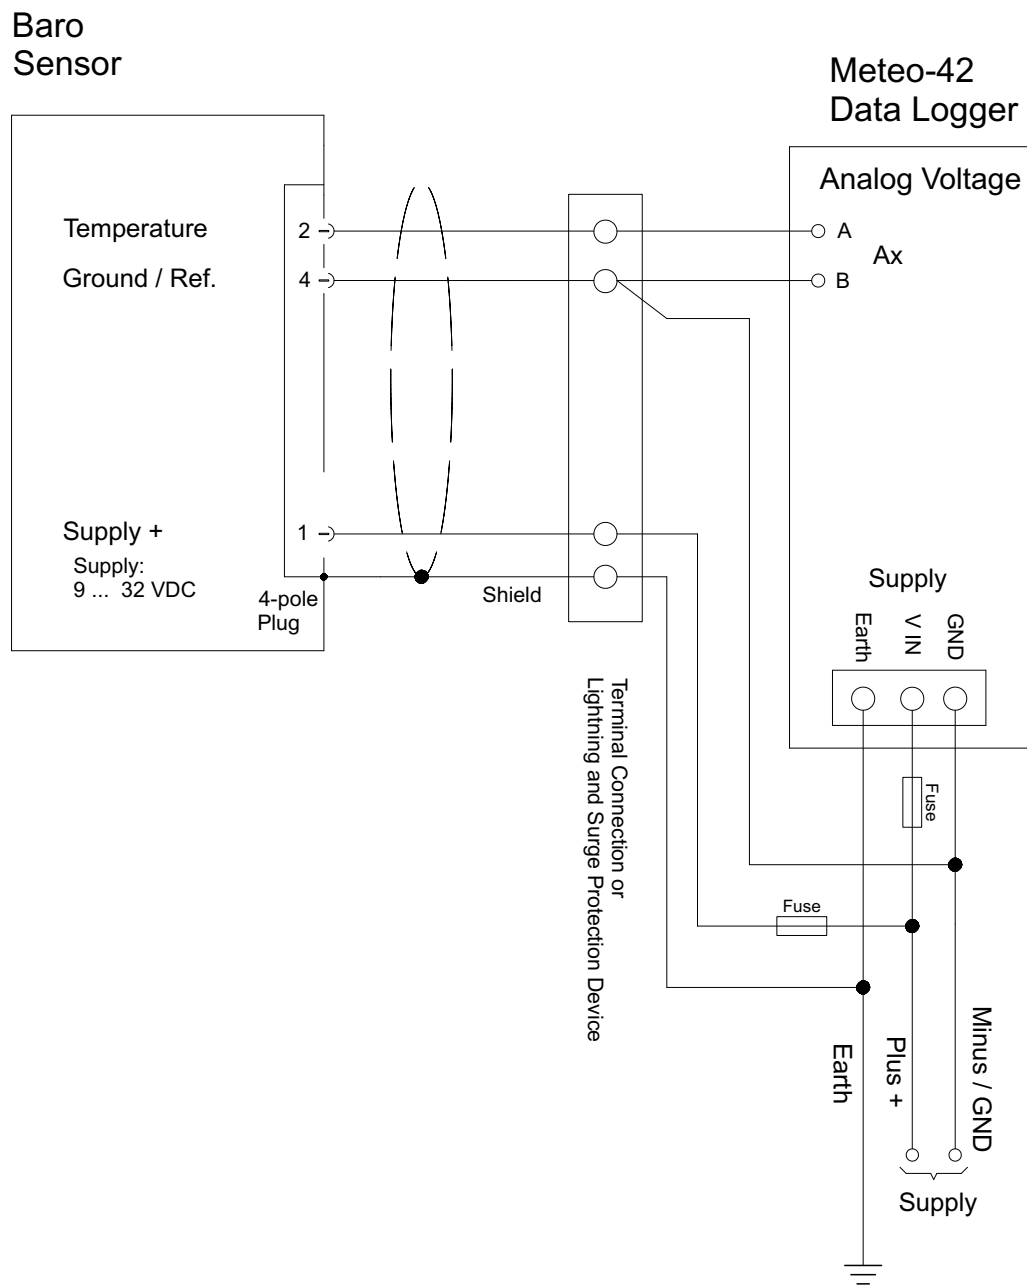 Baro
Sensor
Meteo-42
Data Logger
Analog Voltage
Temperature
2
A
Ax
Ground / Ref.
4
B
Supply +
1
Supply:
9 ... 32 VDC
4-pole
Plug
Shield
Supply
Earth
V IN
GND
Terminal Connection or
Lightning and Surge Protection Device
Fuse
Fuse
Earth
Plus +
Minus / GND
Supply